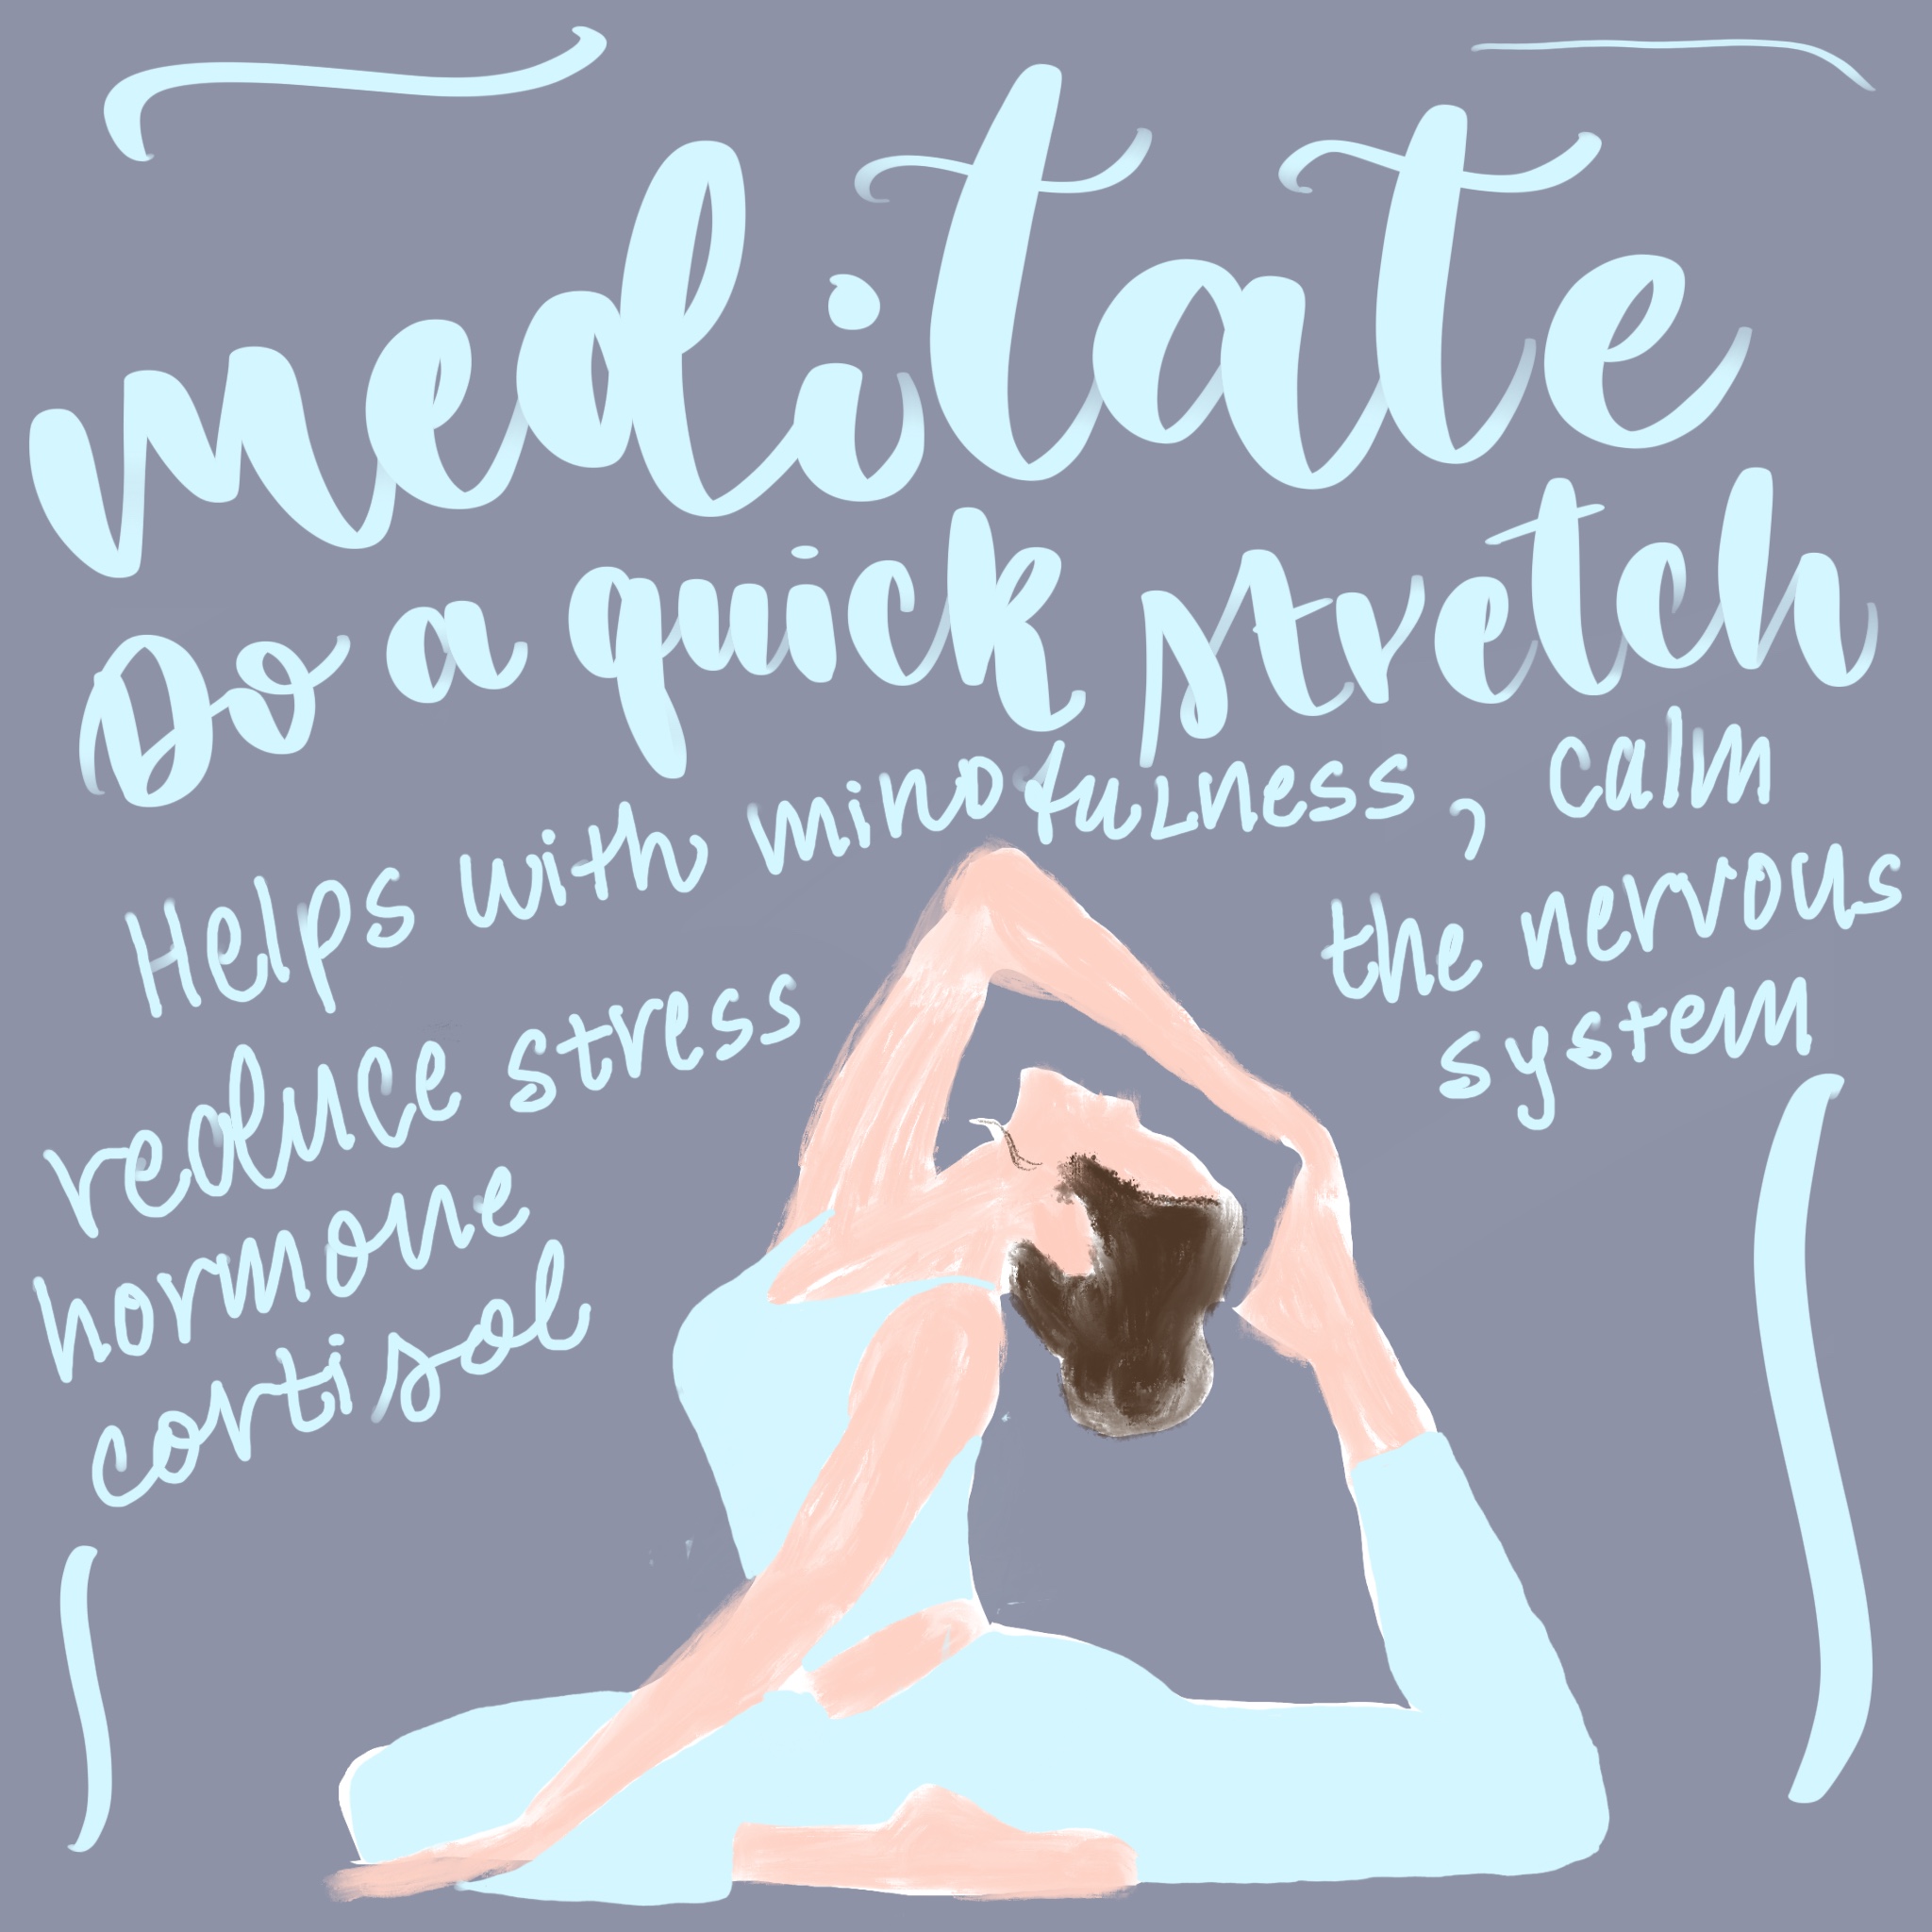 meditate
Do a quick stretch
Helps with mindfulness, calm
the nervous
system
reduce stress
hormone
cortisol